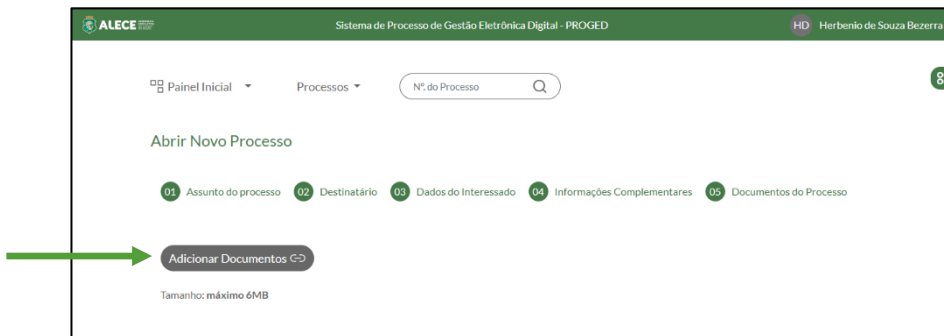 ALECE
Sistema de Processo de Gestão Eletrônica Digital - PROGED
HD Herbenio de Souza Bezerra
Painel Inicial
Processos
Nº. do Processo
Abrir Novo Processo
01 Assunto do processo 02 Destinatário 03 Dados do Interessado 04 Informações Complementares 05 Documentos do Processo
Adicionar Documentos
Tamanho: máximo 6MB